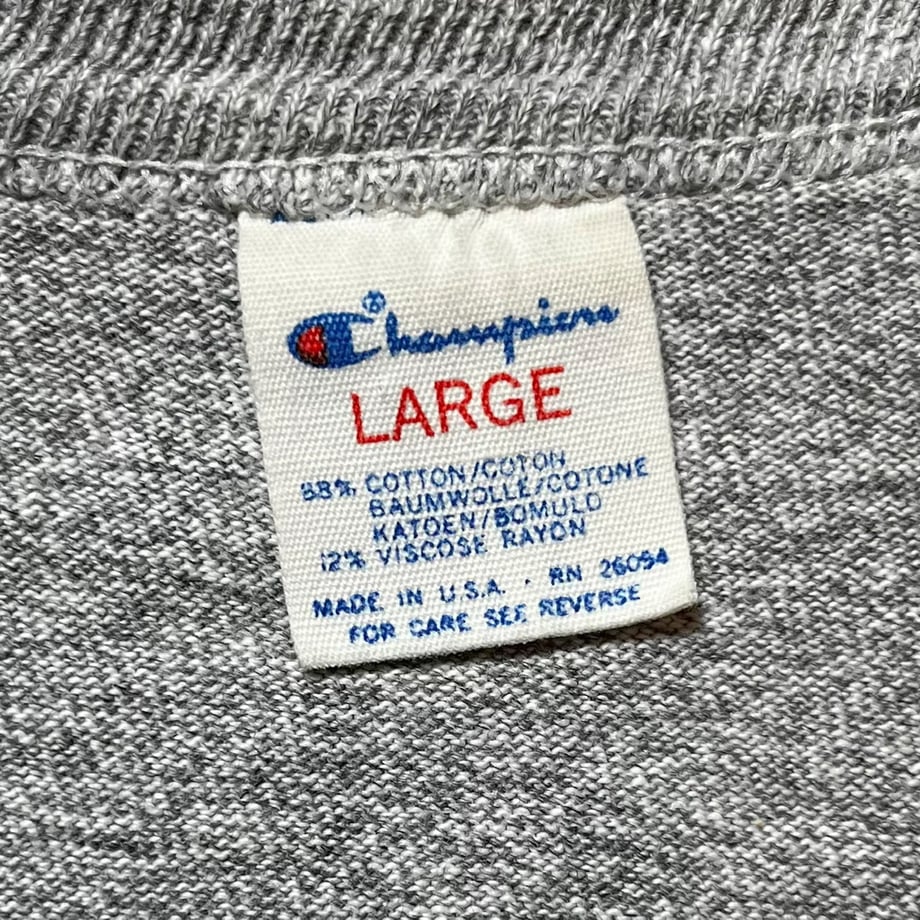 Champion®
LARGE
88% COTTON/COTON
BAUMWOLLE/COTONE
KATOEN/BOMULD
12% VISCOSE RAYON
MADE IN U.S.A. · RN 26094
FOR CARE SEE REVERSE